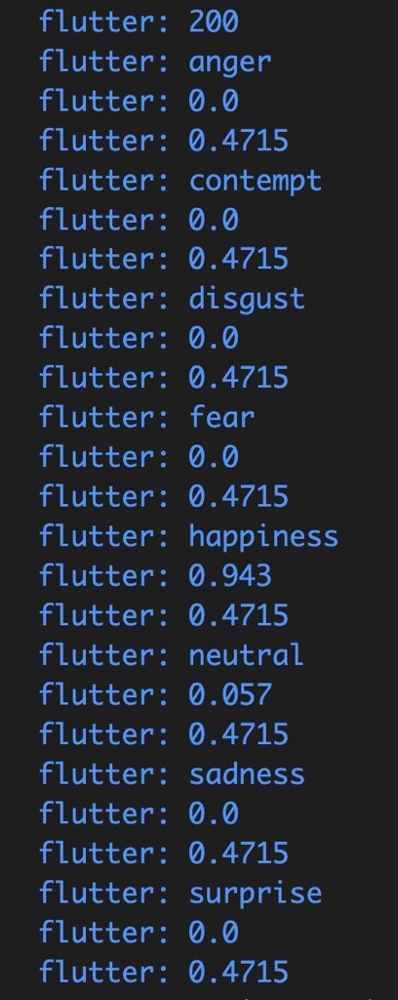 flutter: 200
flutter: anger
flutter: 0.0
flutter: 0.4715
flutter: contempt
flutter: 0.0
flutter: 0.4715
flutter: disgust
flutter: 0.0
flutter: 0.4715
flutter: fear
flutter: 0.0
flutter: 0.4715
flutter: happiness
flutter: 0.943
flutter: 0.4715
flutter: neutral
flutter: 0.057
flutter: 0.4715
flutter: sadness
flutter: 0.0
flutter: 0.4715
flutter: surprise
flutter: 0.0
flutter: 0.4715